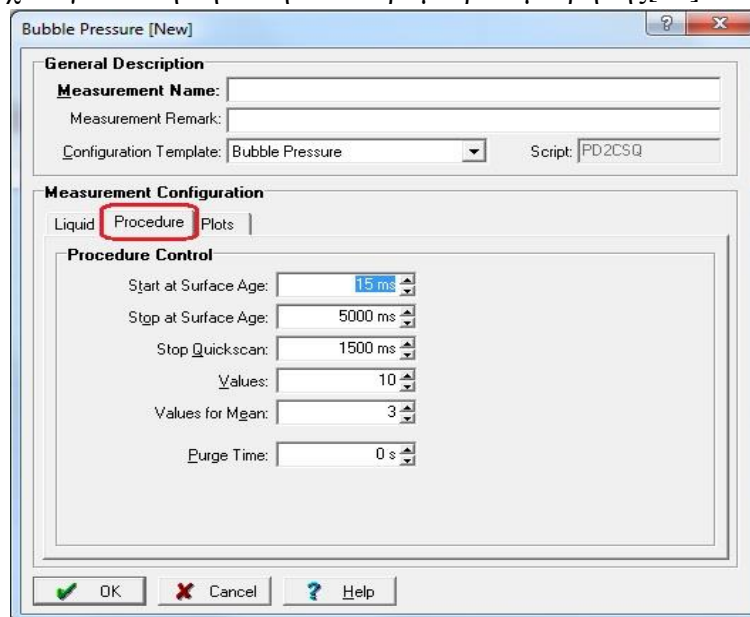 Bubble Pressure [New]
General Description
Measurement Name:
Measurement Remark:
Configuration Template: Bubble Pressure Script: PD2CSQ
Measurement Configuration
Liquid Procedure Plots
Procedure Control
Start at Surface Age: 15 ms
Stop at Surface Age: 5000 ms
Stop Quickscan: 1500 ms
Values: 10
Values for Mean: 3
Purge Time: 0 s
OK Cancel Help